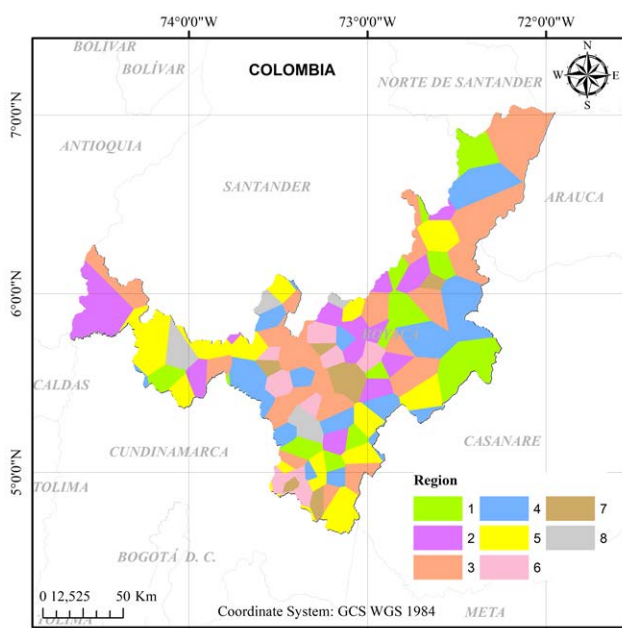 74°0'0"W 73°0'0"W 72°0'0"W
BOLÍVAR
BOLÍVAR
COLOMBIA
NORTE DE SANTANDER
N
W E
S
7°0'0"N
ANTIOQUIA
SANTANDER
ARAUCA
6°0'0"N
BOYACÁ
CALDAS
CUNDINAMARCA
CASANARE
5°0'0"N
TOLIMA
Region
1 4 7
2 5 8
3 6
BOGOTÁ D. C.
0 12,525 50 Km
Coordinate System: GCS WGS 1984
META
TOLIMA